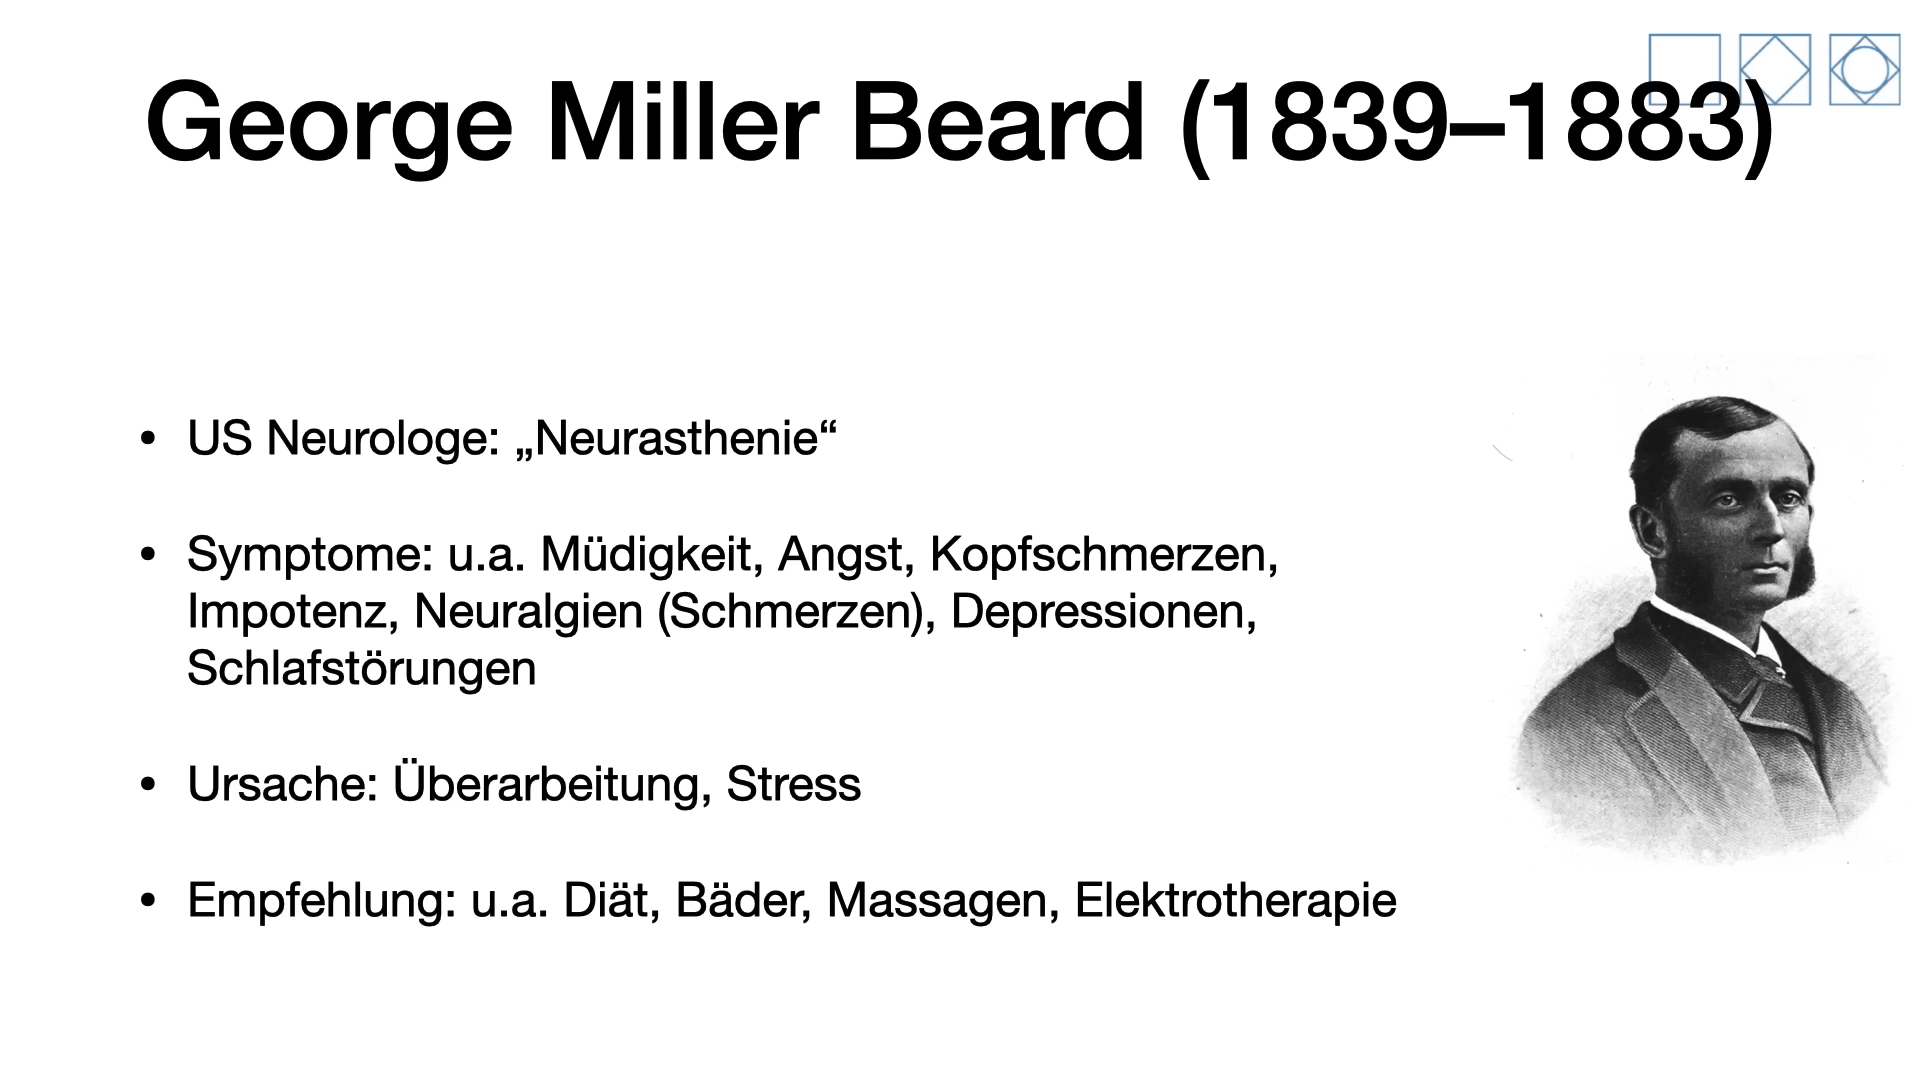 George Miller Beard (1839–1883)
• US Neurologe: „Neurasthenie“
• Symptome: u.a. Müdigkeit, Angst, Kopfschmerzen,
Impotenz, Neuralgien (Schmerzen), Depressionen,
Schlafstörungen
• Ursache: Überarbeitung, Stress
• Empfehlung: u.a. Diät, Bäder, Massagen, Elektrotherapie